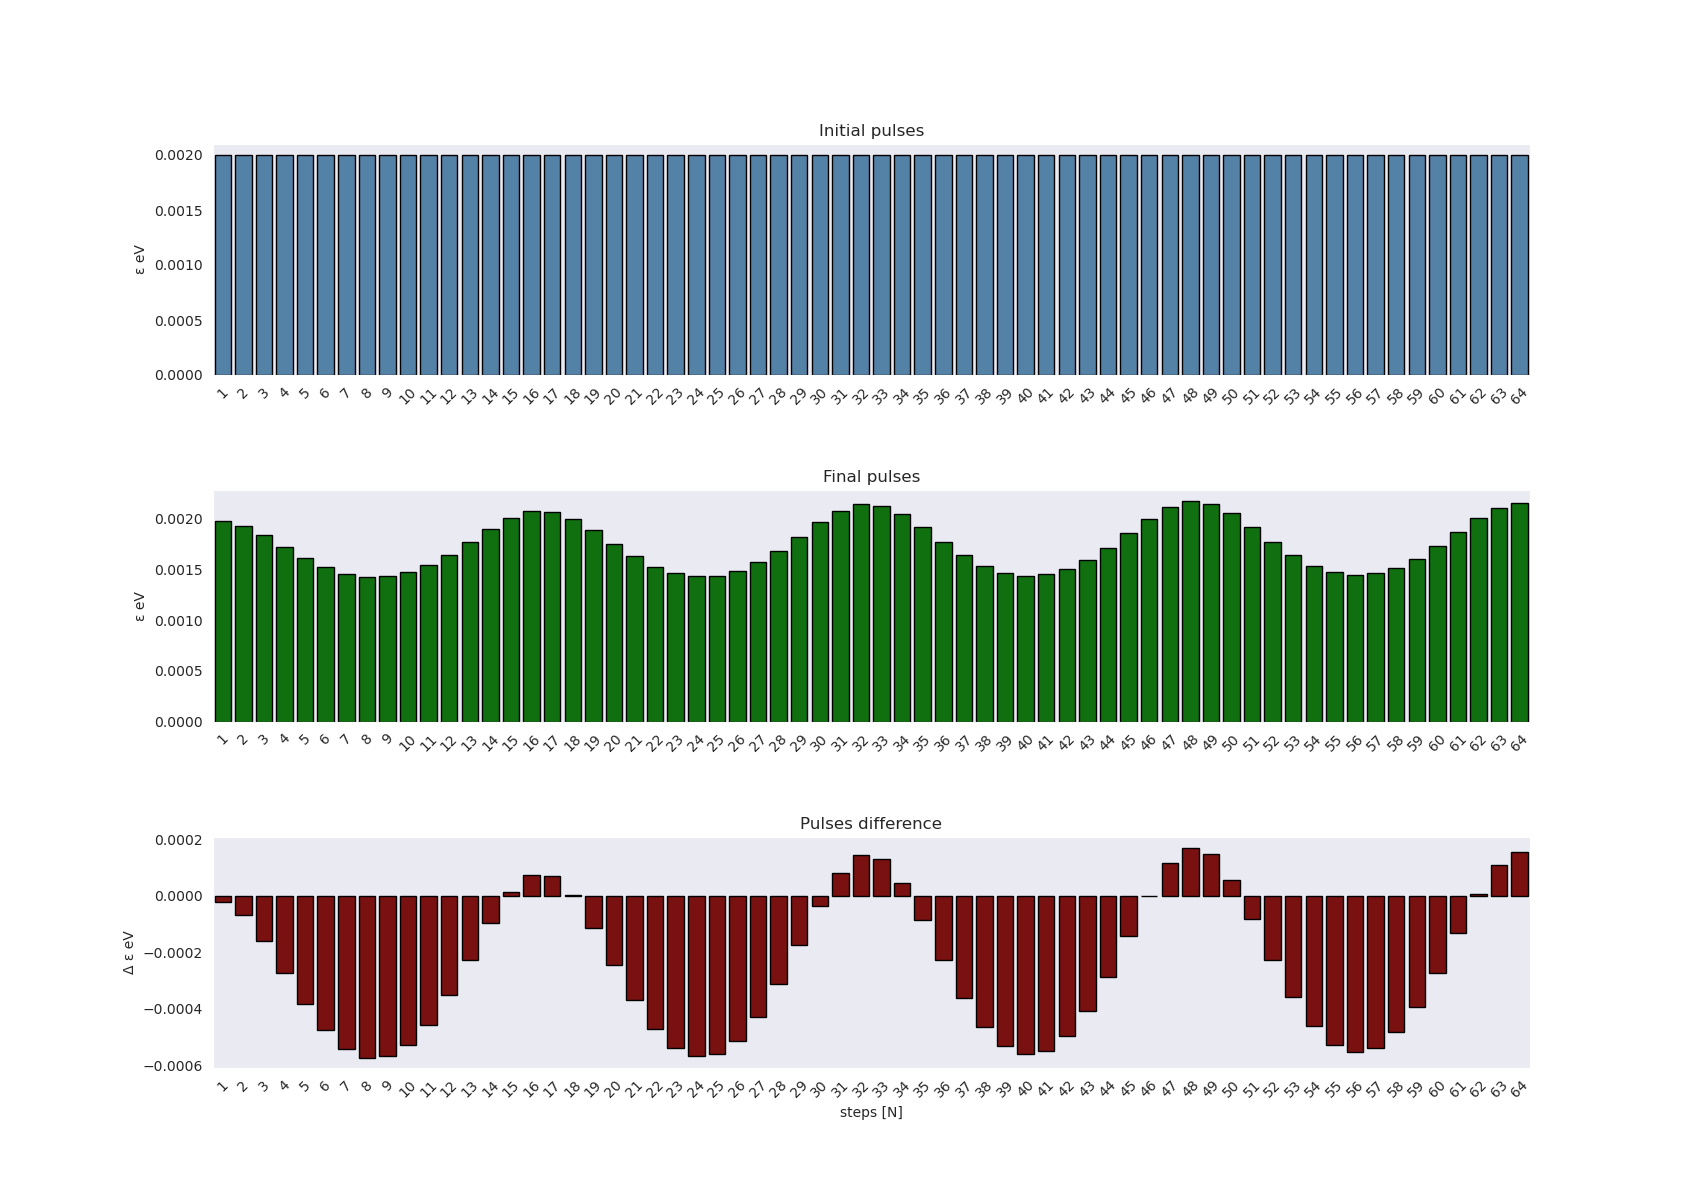 Initial pulses
0.0020
0.0015
0.0010
0.0005
0.0000
ε eV
1 2 3 4 5 6 7 8 9 10 11 12 13 14 15 16 17 18 19 20 21 22 23 24 25 26 27 28 29 30 31 32 33 34 35 36 37 38 39 40 41 42 43 44 45 46 47 48 49 50 51 52 53 54 55 56 57 58 59 60 61 62 63 64
Final pulses
0.0020
0.0015
0.0010
0.0005
0.0000
ε eV
1 2 3 4 5 6 7 8 9 10 11 12 13 14 15 16 17 18 19 20 21 22 23 24 25 26 27 28 29 30 31 32 33 34 35 36 37 38 39 40 41 42 43 44 45 46 47 48 49 50 51 52 53 54 55 56 57 58 59 60 61 62 63 64
Pulses difference
0.0002
0.0000
−0.0002
−0.0004
−0.0006
Δ ε eV
1 2 3 4 5 6 7 8 9 10 11 12 13 14 15 16 17 18 19 20 21 22 23 24 25 26 27 28 29 30 31 32 33 34 35 36 37 38 39 40 41 42 43 44 45 46 47 48 49 50 51 52 53 54 55 56 57 58 59 60 61 62 63 64
steps [N]